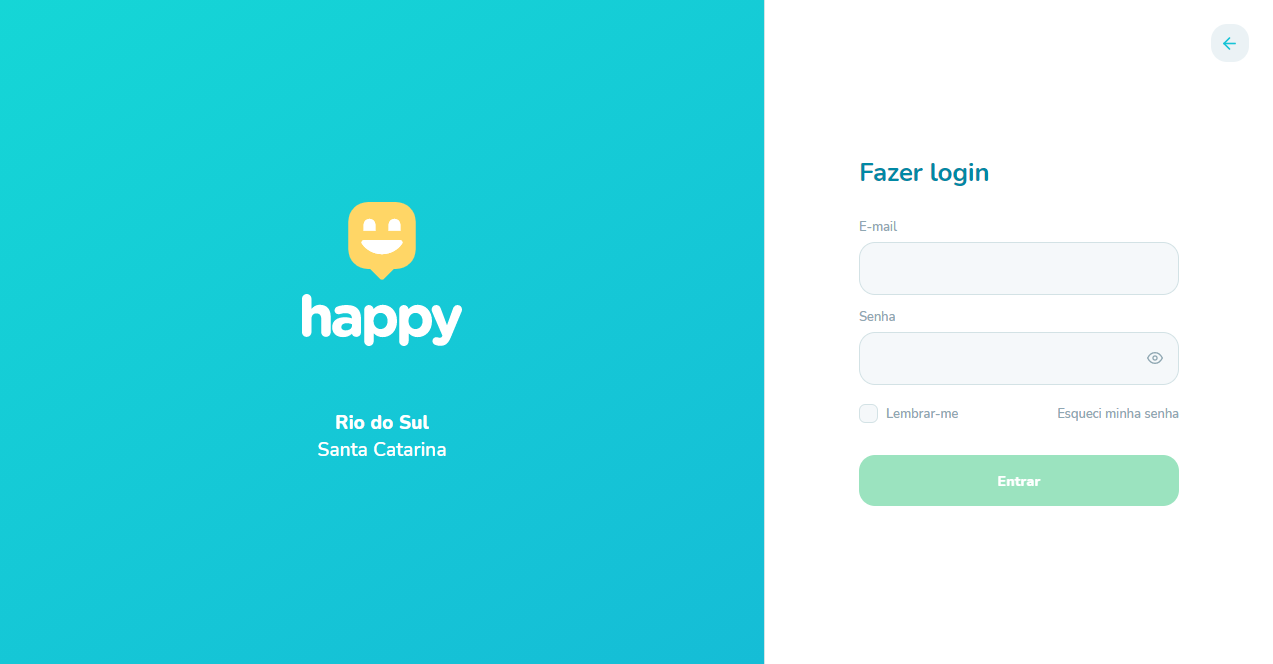 happy
Rio do Sul
Santa Catarina
Fazer login
E-mail
Senha
Lembrar-me
Esqueci minha senha
Entrar